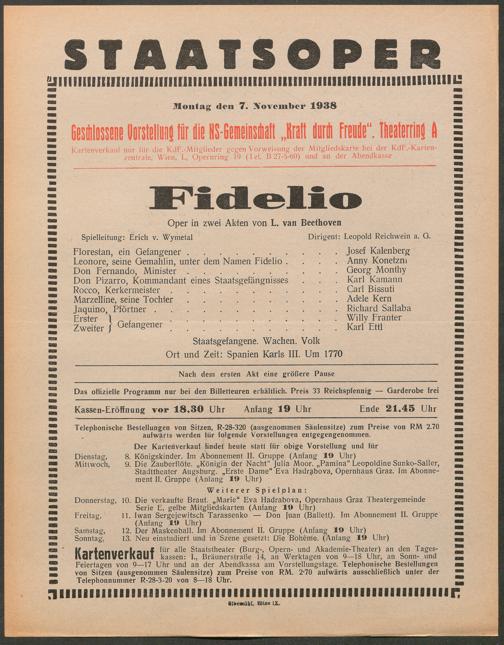 STAATSOPER
Montag den 7. November 1938
Geschlossene Vorstellung für die NS-Gemeinschaft „Kraft durch Freude". Theaterring A
Kartenverkauf nur für die KdF.-Mitglieder gegen Vorweisung der Mitgliedskarte bei der KdF.-Karten-
zentrale, Wien, I., Opernring 19 (Tel. B 27-5-60) und an der Abendkasse
Fidelio
Oper in zwei Akten von L. van Beethoven
Spielleitung: Erich v. Wymetal Dirigent: Leopold Reichwein a. G.
Florestan, ein Gefangener . . . . . . . . Josef Kalenberg
Leonore, seine Gemahlin, unter dem Namen Fidelio . . . . Anny Konetzni
Don Fernando, Minister . . . . . . . . Georg Monthy
Don Pizarro, Kommandant eines Staatsgefängnisses . . . . Karl Kamann
Rocco, Kerkermeister . . . . . . . . Carl Bissuti
Marzelline, seine Tochter . . . . . . . . Adele Kern
Jaquino, Pförtner . . . . . . . . Richard Sallaba
Erster } Gefangener . . . . . . . . Willy Franter
Zweiter } Karl Ettl
Staatsgefangene. Wachen. Volk
Ort und Zeit: Spanien Karls III. Um 1770
Nach dem ersten Akt eine größere Pause
Das offizielle Programm nur bei den Billetteuren erhältlich. Preis 33 Reichspfennig — Garderobe frei
Kassen-Eröffnung vor 18.30 Uhr Anfang 19 Uhr Ende 21.45 Uhr
Telephonische Bestellungen von Sitzen, R-28-320 (ausgenommen Säulensitze) zum Preise von RM 2.70
aufwärts werden für folgende Vorstellungen entgegengenommen.
Der Kartenverkauf findet heute statt für obige Vorstellung und für
Dienstag, 8. Königskinder. Im Abonnement II. Gruppe (Anfang 19 Uhr)
Mittwoch, 9. Die Zauberflöte. „Königin der Nacht" Julia Moor. „Pamina" Leopoldine Sunko-Saller,
Stadttheater Augsburg. „Erste Dame" Eva Hadrabova, Opernhaus Graz. Im Abonne-
ment II. Gruppe (Anfang 19 Uhr)
Weiterer Spielplan:
Donnerstag, 10. Die verkaufte Braut. „Marie" Eva Hadrabova, Opernhaus Graz Theatergemeinde
Serie E, gelbe Mitgliedskarten (Anfang 19 Uhr)
Freitag, 11. Iwan Sergejewitsch Tarassenko — Don Juan (Ballett). Im Abonnement II. Gruppe
(Anfang 19 Uhr)
Samstag, 12. Der Maskenball. Im Abonnement II. Gruppe (Anfang 19 Uhr)
Sonntag, 13. Neu einstudiert und in Szene gesetzt: Die Bohème. (Anfang 19 Uhr)
Kartenverkauf für alle Staatstheater (Burg-, Opern- und Akademie-Theater) an den Tages-
kassen: I., Bräunerstraße 14, an Werktagen von 9—18 Uhr, an Sonn- und
Feiertagen von 9—17 Uhr und an der Abendkassa am Vorstellungstage. Telephonische Bestellungen
von Sitzen (ausgenommen Säulensitze) zum Preise von RM. 2·70 aufwärts ausschließlich unter der
Telephonnummer R-28-3-20 von 8—18 Uhr.